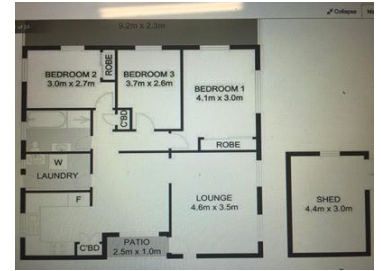 Collapse
9.2m x 2.3m
BEDROOM 2
3.0m x 2.7m
ROBE
BEDROOM 3
3.7m x 2.6m
BEDROOM 1
4.1m x 3.0m
C'BD
ROBE
W
LAUNDRY
F
LOUNGE
4.6m x 3.5m
SHED
4.4m x 3.0m
C'BD
PATIO
2.5m x 1.0m